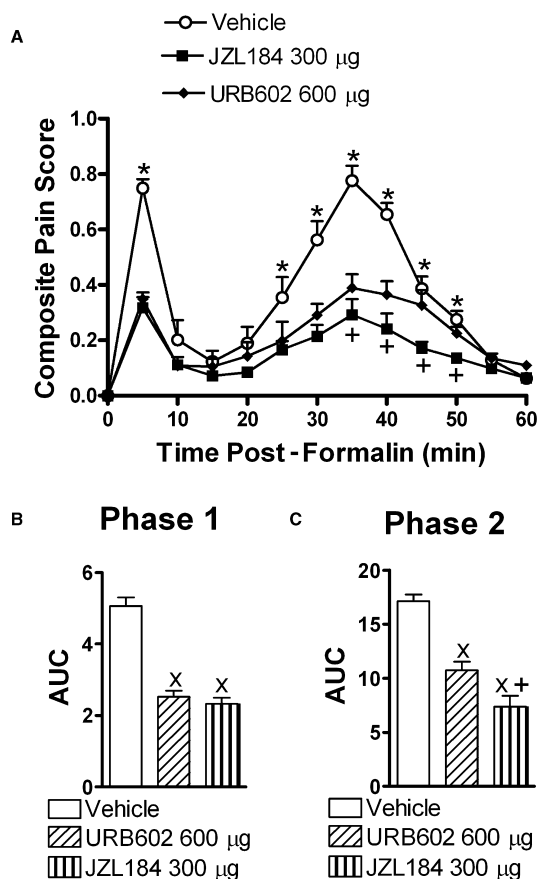 A
Vehicle
JZL184 300 μg
URB602 600 μg
Composite Pain Score
1.0
0.8
0.6
0.4
0.2
0.0
* * * * * * *
+ + + +
0 10 20 30 40 50 60
Time Post-Formalin (min)
B
Phase 1
AUC
6
4
2
0
X X
Vehicle
URB602 600 μg
JZL184 300 μg
C
Phase 2
AUC
20
15
10
5
0
X
X +
Vehicle
URB602 600 μg
JZL184 300 μg